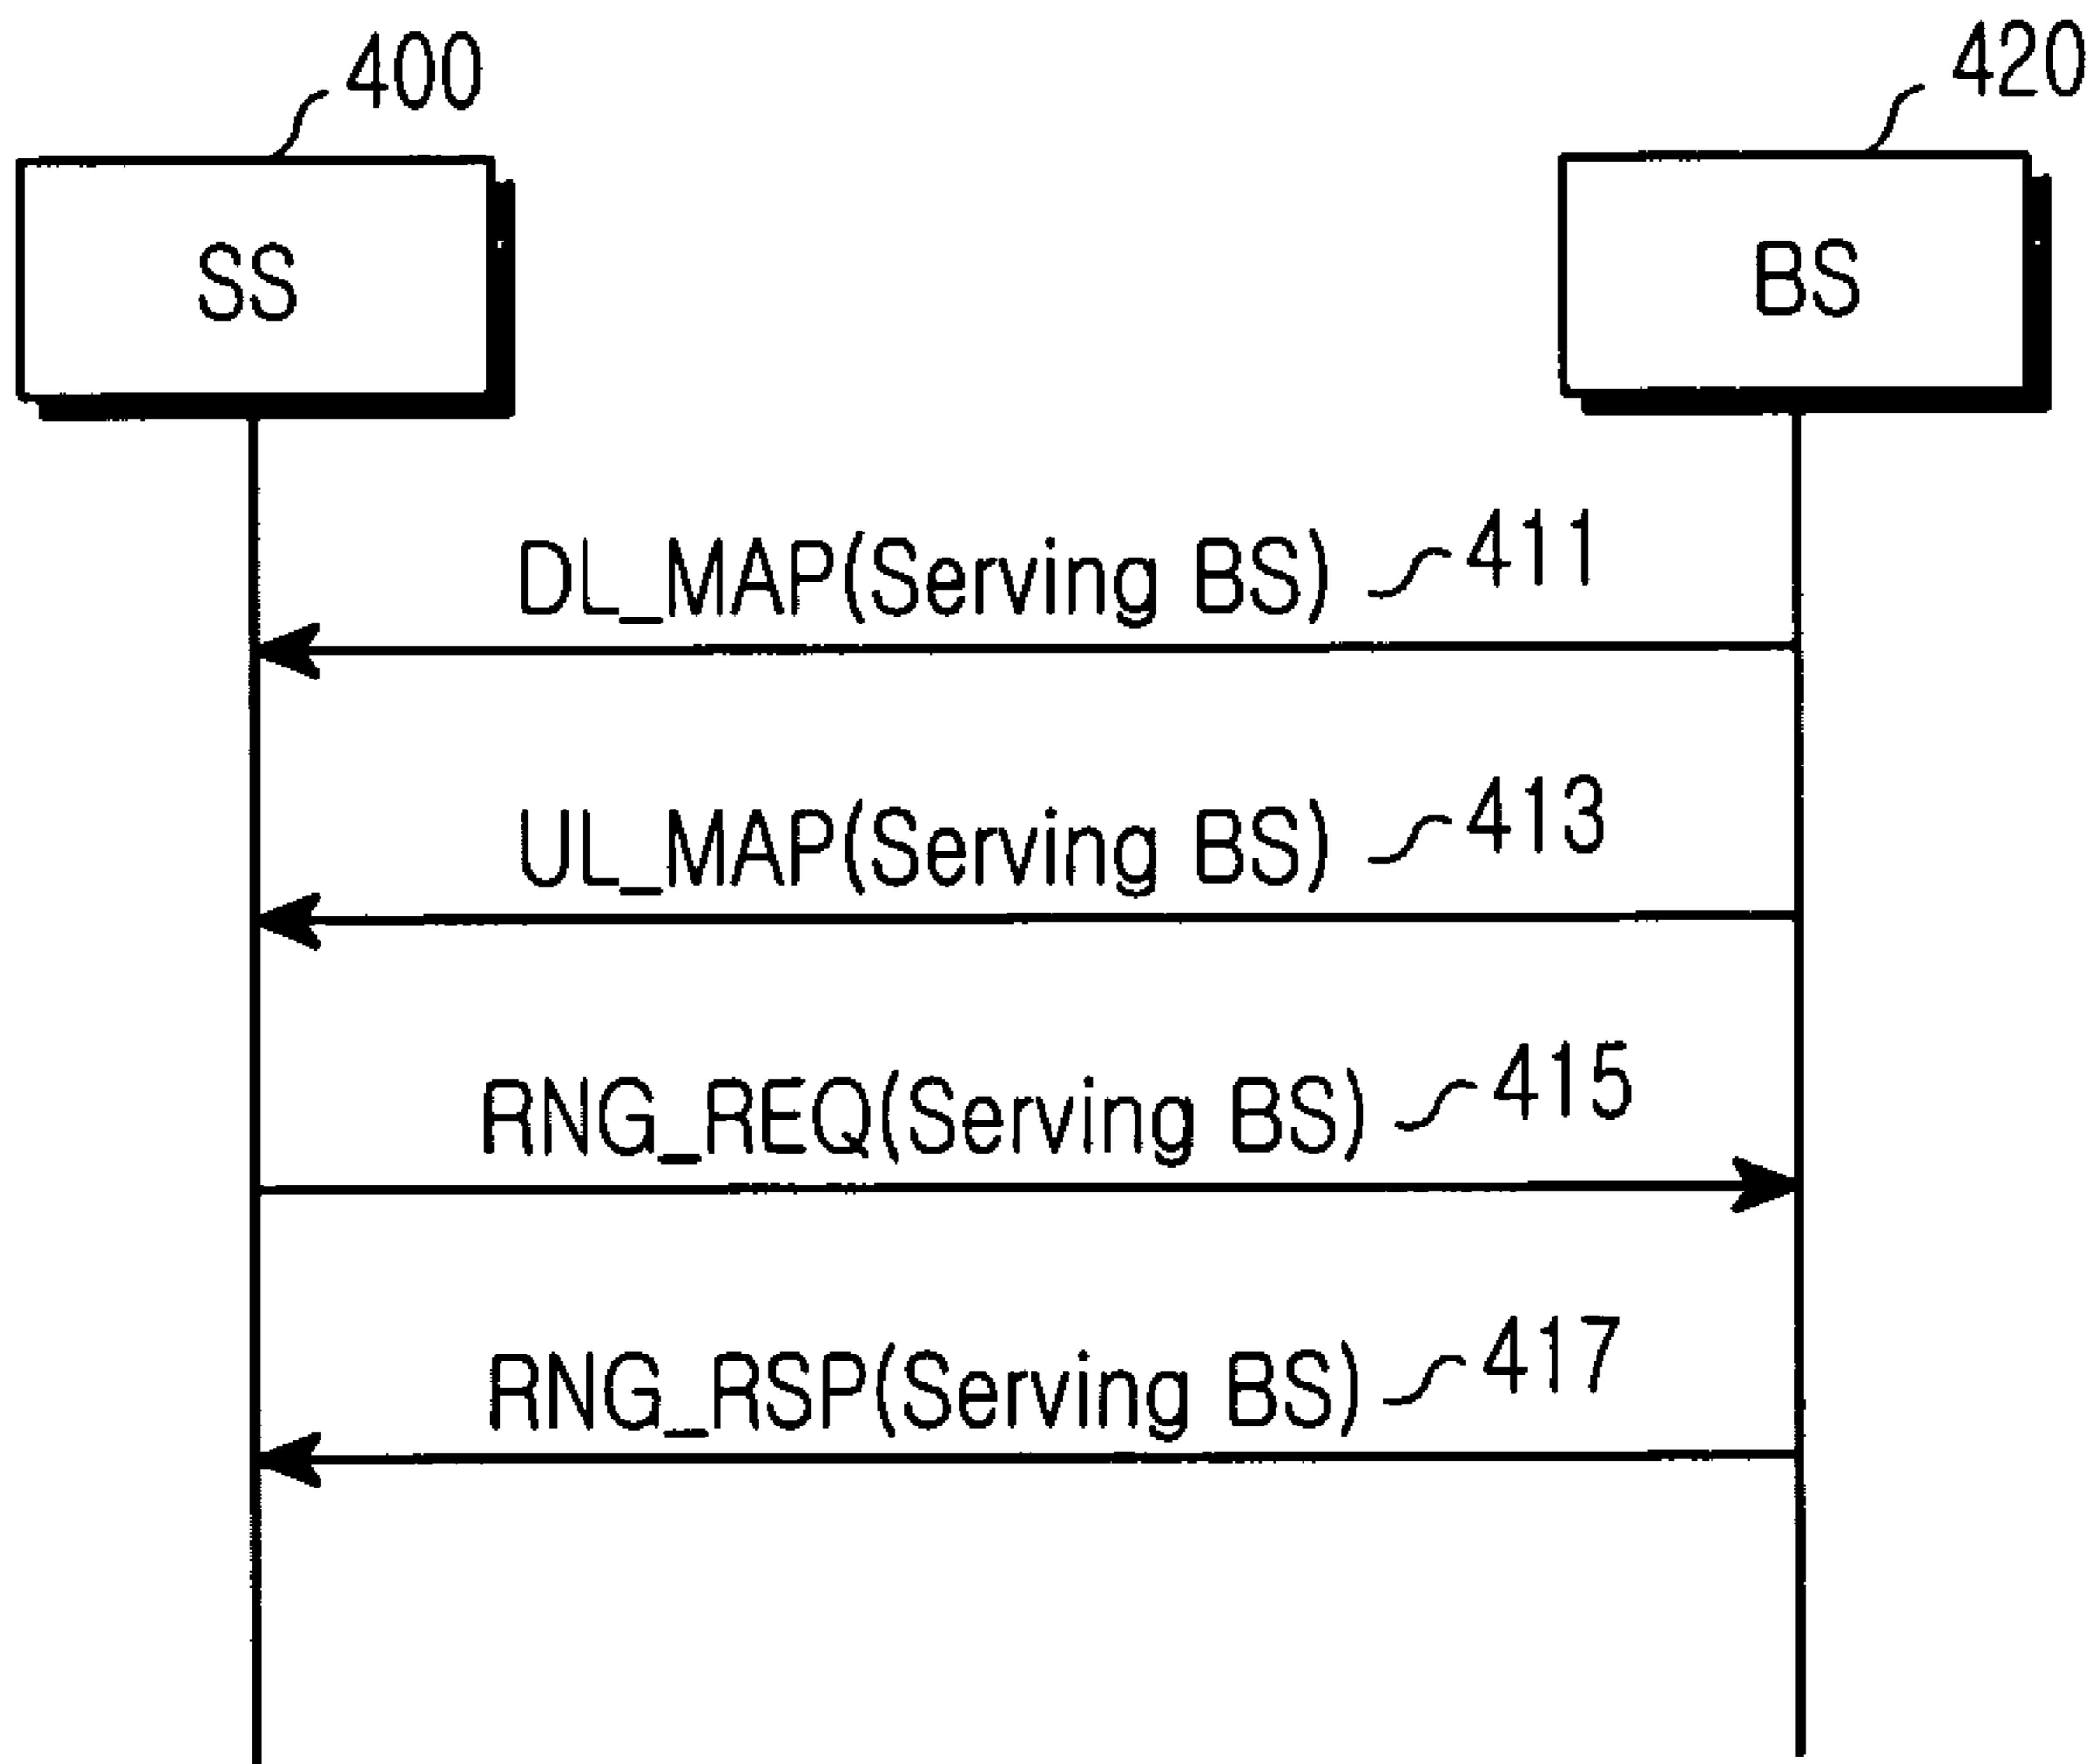 400
420
SS
BS
DL_MAP(Serving BS) 411
UL_MAP(Serving BS) 413
RNG_REQ(Serving BS) 415
RNG_RSP(Serving BS) 417